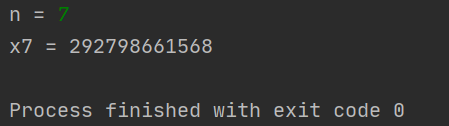 n = 7
x7 = 292798661568
Process finished with exit code 0